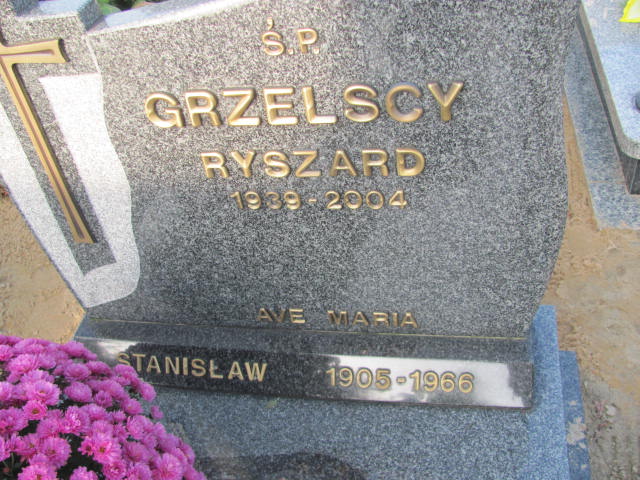 Ś.P.
GRZELSCY
RYSZARD
1939-2004
AVE MARIA
STANISŁAW 1905-1966